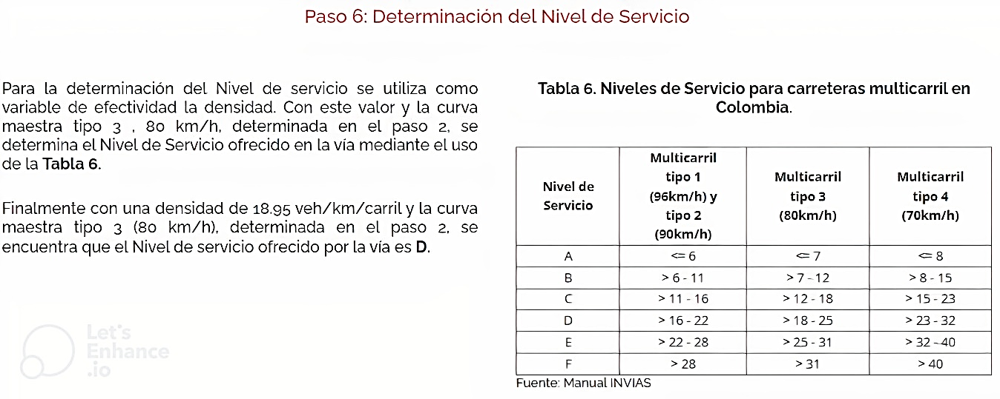 Paso 6: Determinación del Nivel de Servicio
Para la determinación del Nivel de servicio se utiliza como
variable de efectividad la densidad. Con este valor y la curva
maestra tipo 3 , 80 km/h, determinada en el paso 2, se
determina el Nivel de Servicio ofrecido en la vía mediante el uso
de la Tabla 6.
Finalmente con una densidad de 18.95 veh/km/carril y la curva
maestra tipo 3 (80 km/h), determinada en el paso 2, se
encuentra que el Nivel de servicio ofrecido por la vía es D.
Let's
Enhance
.io
Tabla 6. Niveles de Servicio para carreteras multicarril en
Colombia.
Nivel de
Servicio
Multicarril
tipo 1
(96km/h) y
tipo 2
(90km/h)
Multicarril
tipo 3
(80km/h)
Multicarril
tipo 4
(70km/h)
A <= 6 <= 7 <= 8
B > 6 - 11 > 7 - 12 > 8 - 15
C > 11 - 16 > 12 - 18 > 15 - 23
D > 16 - 22 > 18 - 25 > 23 - 32
E > 22 - 28 > 25 - 31 > 32 - 40
F > 28 > 31 > 40
Fuente: Manual INVIAS